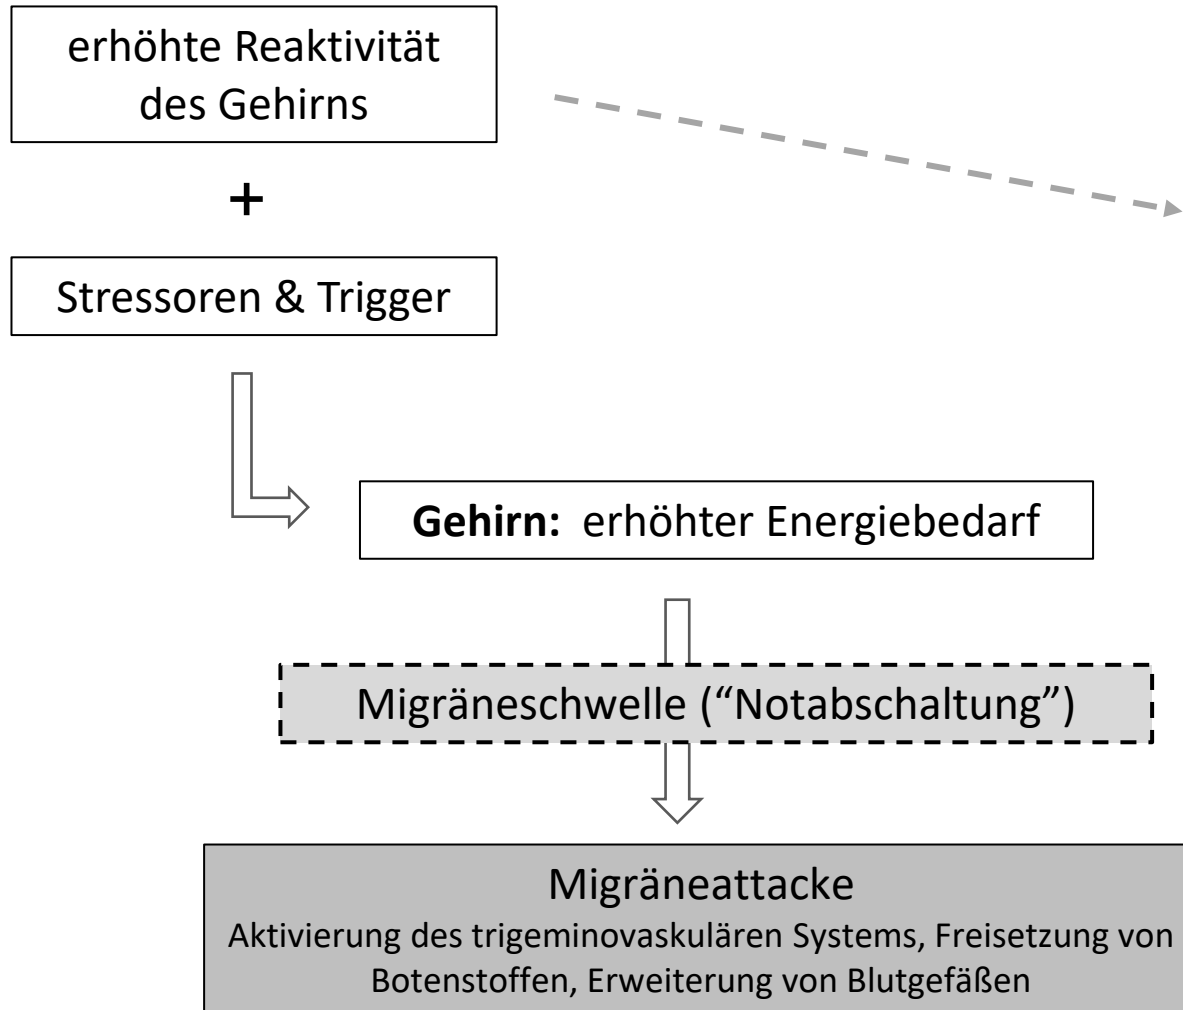 erhöhte Reaktivität
des Gehirns
+
Stressoren & Trigger
Gehirn: erhöhter Energiebedarf
Migräneschwelle (“Notabschaltung”)
Migräneattacke
Aktivierung des trigeminovaskulären Systems, Freisetzung von
Botenstoffen, Erweiterung von Blutgefäßen